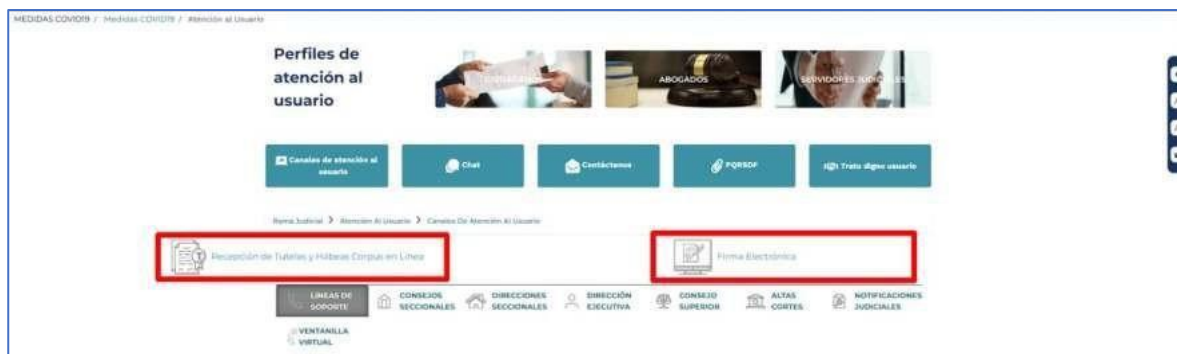 MEDIDAS COVID19 / Medidas COVID19 / Atención al Usuario
Perfiles de
atención al
usuario
ABOGADOS
SERVIDORES JUDICIALES
Canales de atención al
usuario
Chat
Contáctenos
PQRSDF
Trato digno usuario
Rama Judicial > Atención Al Usuario > Canales De Atención Al Usuario
Recepción de Tutelas y Hábeas Corpus en Línea
Firma Electrónica
LÍNEAS DE
SOPORTE
CONSEJOS
SECCIONALES
DIRECCIONES
SECCIONALES
DIRECCIÓN
EJECUTIVA
CONSEJO
SUPERIOR
ALTAS
CORTES
NOTIFICACIONES
JUDICIALES
VENTANILLA
VIRTUAL